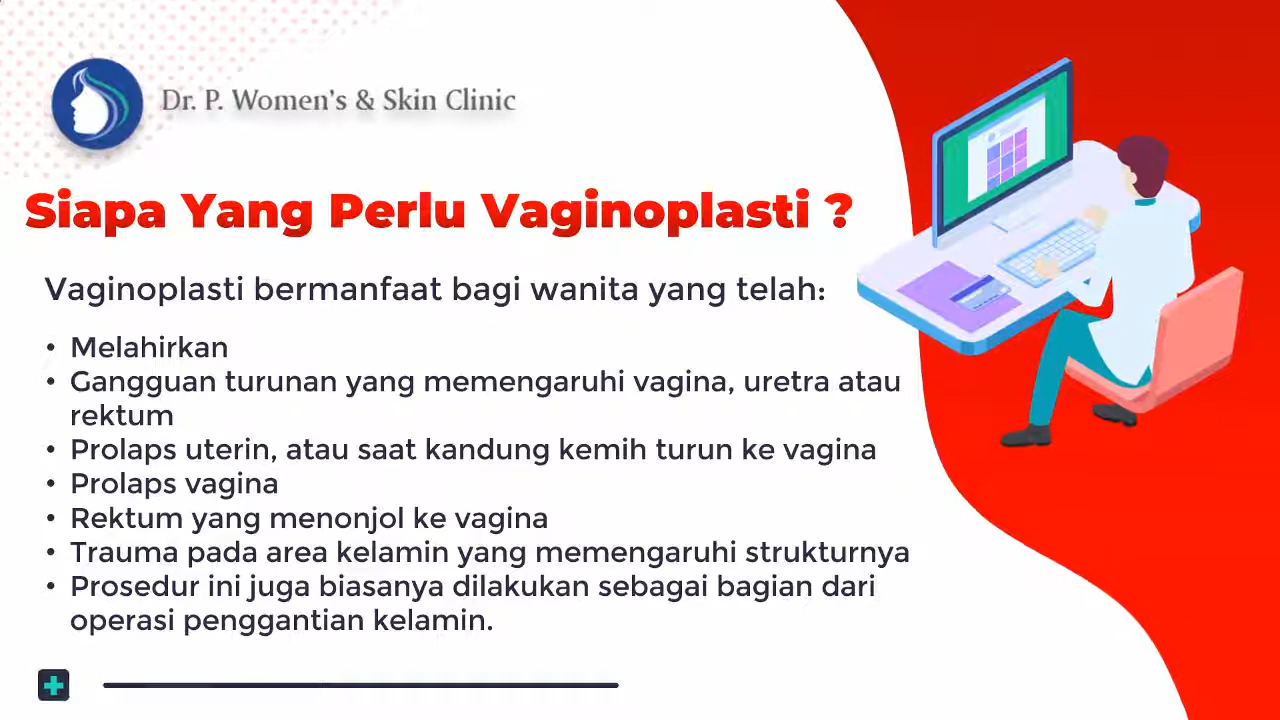 Dr. P. Women's & Skin Clinic
Siapa Yang Perlu Vaginoplasti ?
Vaginoplasti bermanfaat bagi wanita yang telah:
• Melahirkan
• Gangguan turunan yang memengaruhi vagina, uretra atau
rektum
• Prolaps uterin, atau saat kandung kemih turun ke vagina
• Prolaps vagina
• Rektum yang menonjol ke vagina
• Trauma pada area kelamin yang memengaruhi strukturnya
• Prosedur ini juga biasanya dilakukan sebagai bagian dari
operasi penggantian kelamin.